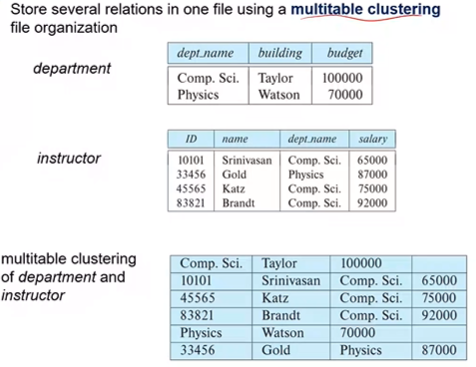 Store several relations in one file using a multitable clustering
file organization
department
dept_name building budget
Comp. Sci. Taylor 100000
Physics Watson 70000
instructor
ID name dept_name salary
10101 Srinivasan Comp. Sci. 65000
33456 Gold Physics 87000
45565 Katz Comp. Sci. 75000
83821 Brandt Comp. Sci. 92000
multitable clustering
of department and
instructor
Comp. Sci. Taylor 100000
10101 Srinivasan Comp. Sci. 65000
45565 Katz Comp. Sci. 75000
83821 Brandt Comp. Sci. 92000
Physics Watson 70000
33456 Gold Physics 87000